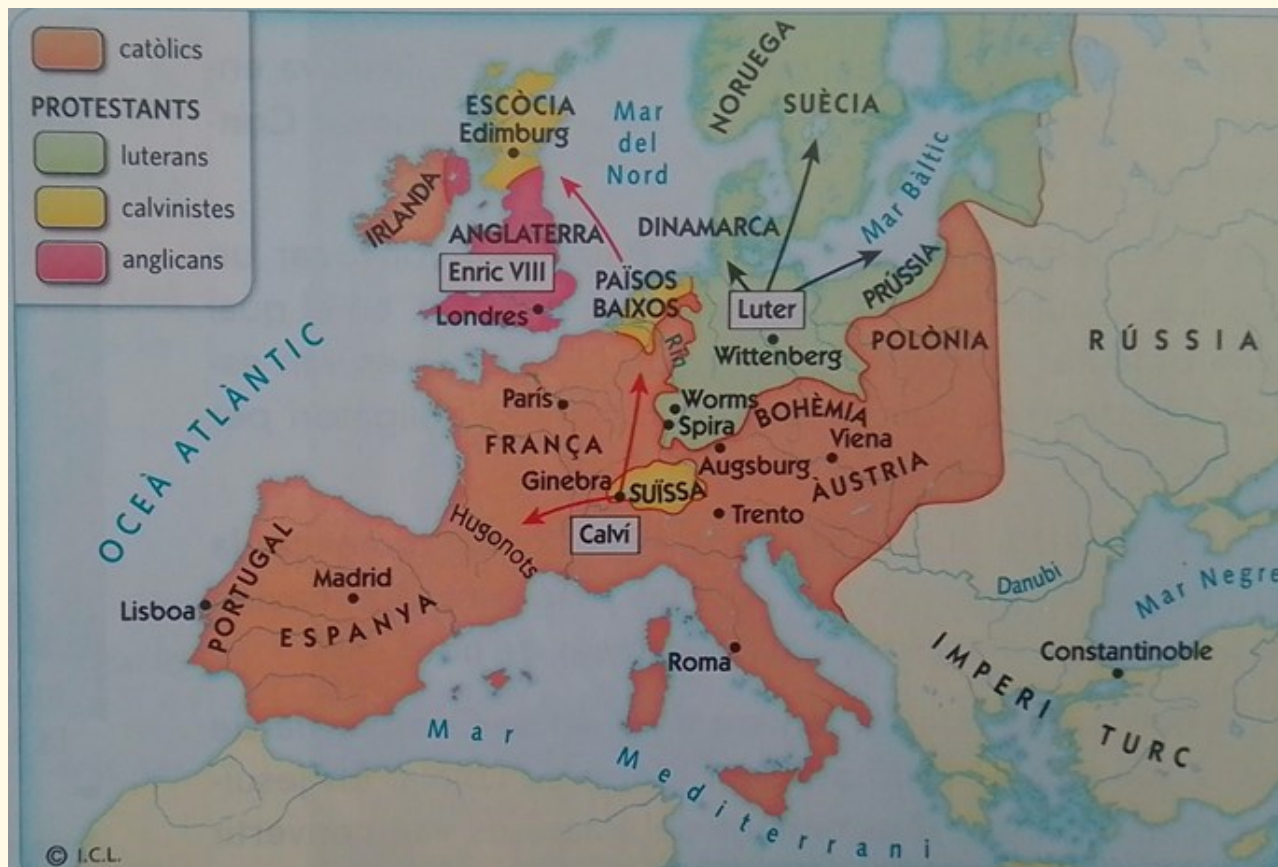 catòlics
PROTESTANTS
luterans
calvinistes
anglicans
NORUEGA
SUÈCIA
ESCÒCIA
Edimburg
Mar
del
Nord
Mar Bàltic
IRLANDA
ANGLATERRA
Enric VIII
Londres
DINAMARCA
PAÏSOS
BAIXOS
Luter
PRÚSSIA
Wittenberg
Rin
POLÒNIA
RÚSSIA
OCEÀ ATLÀNTIC
París
FRANÇA
Worms
Spira
BOHÈMIA
Viena
Augsburg
ÀUSTRIA
Ginebra
SUÏSSA
Calví
Trento
Hugonots
PORTUGAL
Lisboa
Madrid
ESPANYA
Roma
Danubi
Mar Negre
Constantinoble
IMPERI
TURC
Mar
Mediterrani
© I.C.L.